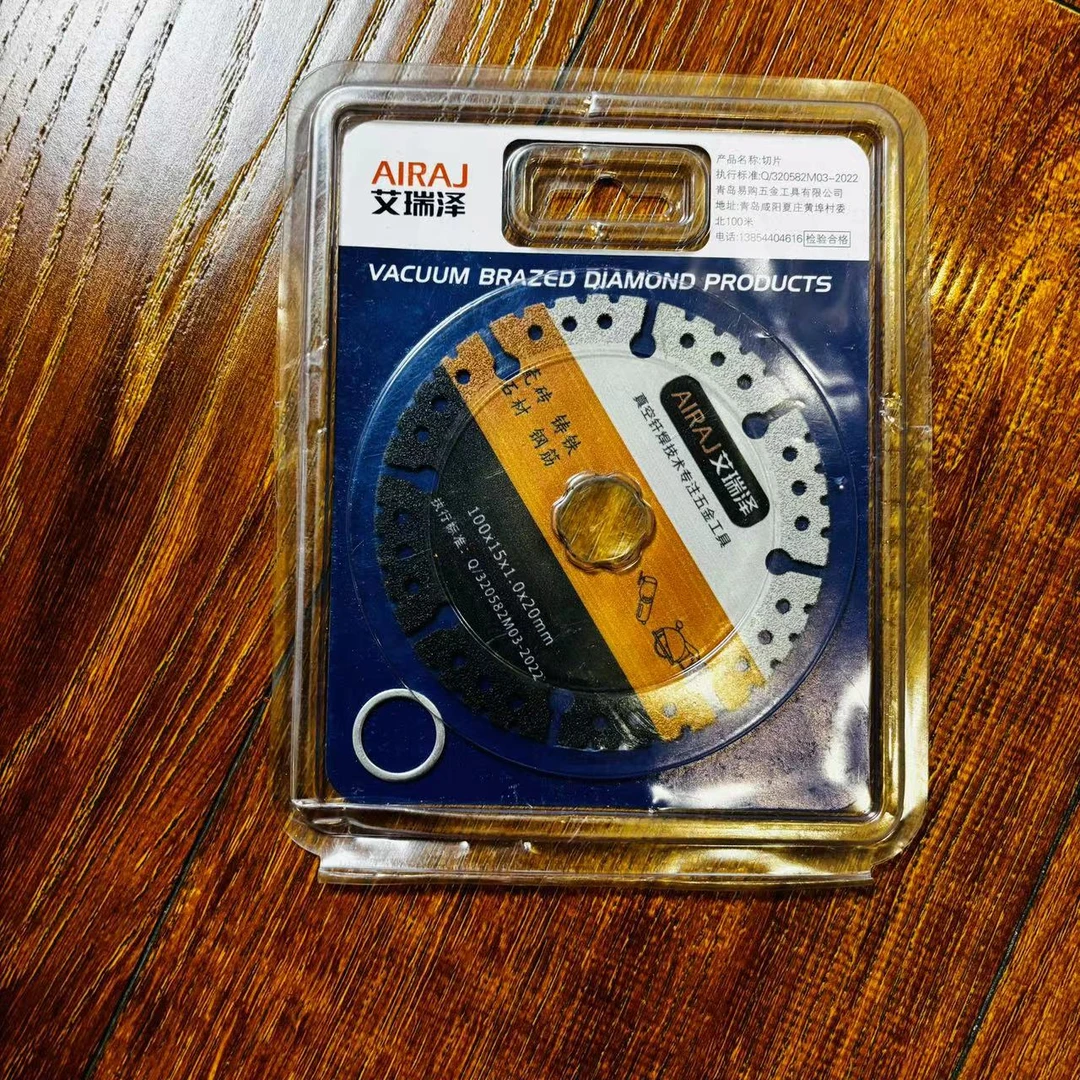 AIRAJ
艾瑞泽
产品名称:切片
执行标准:Q/320582M03-2022
青岛易购五金工具有限公司
地址:青岛咸阳夏庄黄埠村委
北100米
电话:13854404616 检验合格
VACUUM BRAZED DIAMOND PRODUCTS
瓷砖 铸铁
石材 钢筋
AIRAJ艾瑞泽
真空钎焊技术专注五金工具
100x15x1.0x20mm
执行标准:Q/320582M03-2022